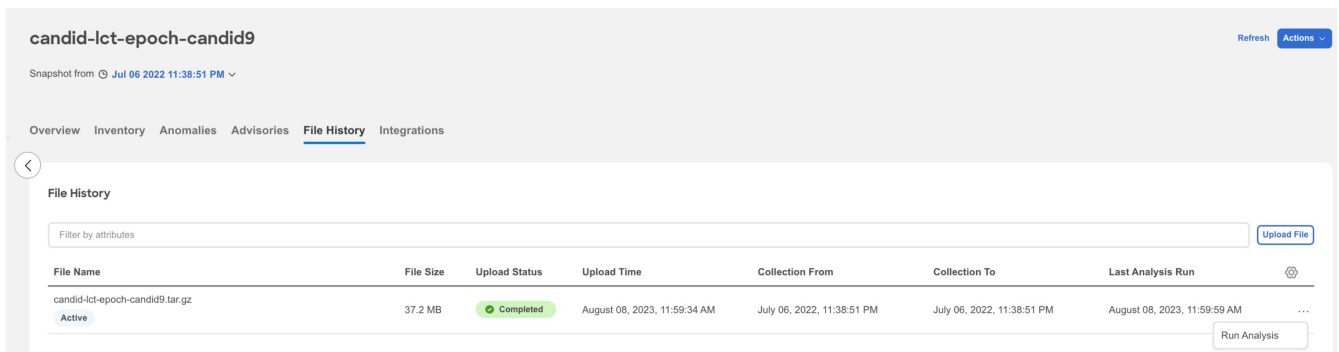 candid-lct-epoch-candid9
Refresh Actions
Snapshot from Jul 06 2022 11:38:51 PM
Overview Inventory Anomalies Advisories File History Integrations
File History
Filter by attributes
Upload File
File Name File Size Upload Status Upload Time Collection From Collection To Last Analysis Run
candid-lct-epoch-candid9.tar.gz
Active
37.2 MB Completed August 08, 2023, 11:59:34 AM July 06, 2022, 11:38:51 PM July 06, 2022, 11:38:51 PM August 08, 2023, 11:59:59 AM ...
Run Analysis